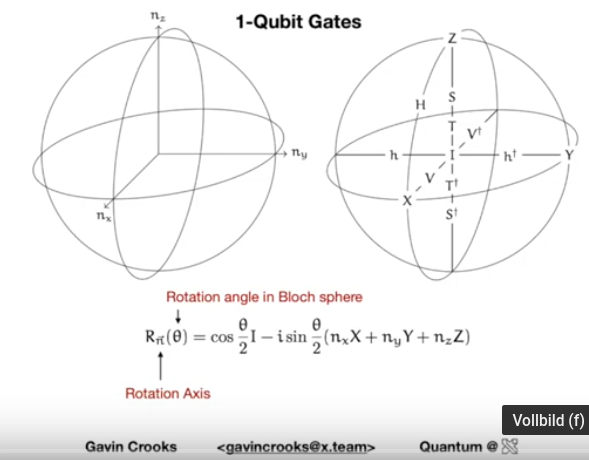 1-Qubit Gates
n_z
n_y
n_x
Z
H
S
T
V†
h
I
h†
Y
V
T†
X
S†
Rotation angle in Bloch sphere
R_n⃗(θ) = cos θ/2 I − i sin θ/2 (n_x X + n_y Y + n_z Z)
Rotation Axis
Vollbild (f)
Gavin Crooks <gavincrooks@x.team> Quantum @